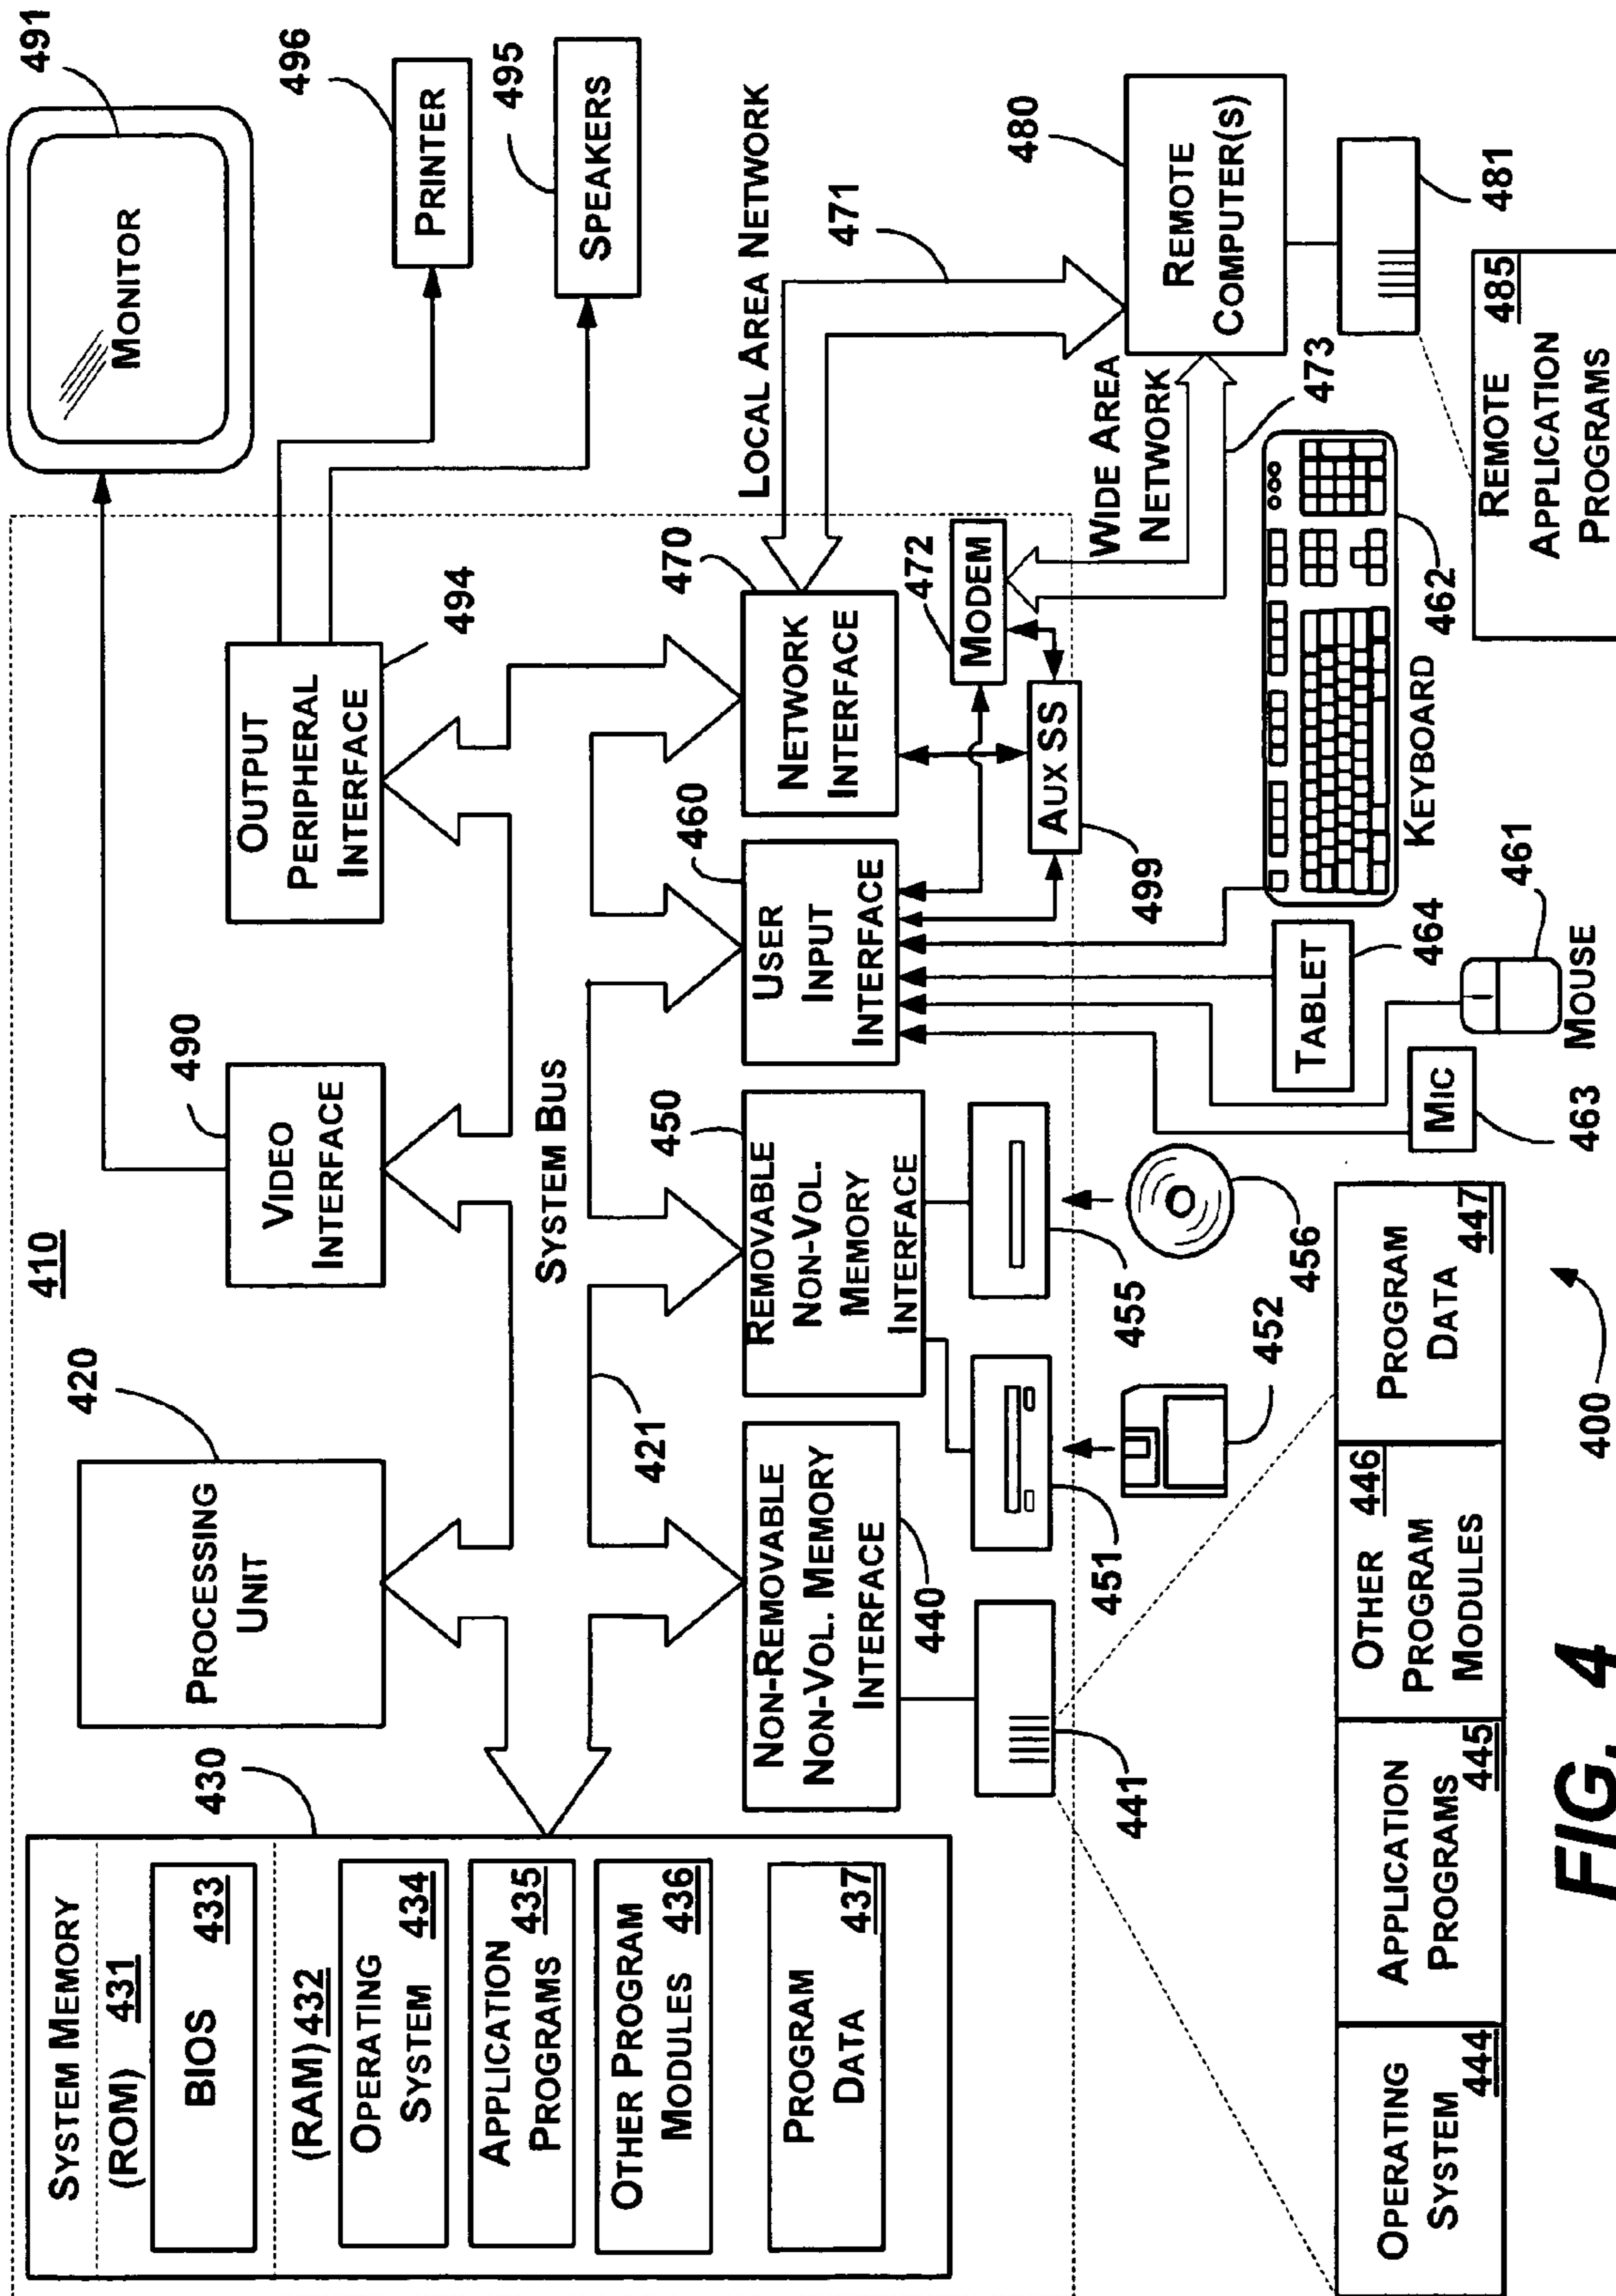 SYSTEM MEMORY
(ROM) 431
BIOS 433
(RAM) 432
OPERATING
SYSTEM 434
APPLICATION
PROGRAMS 435
OTHER PROGRAM
MODULES 436
PROGRAM
DATA 437
430
410
PROCESSING
UNIT
420
VIDEO
INTERFACE
490
OUTPUT
PERIPHERAL
INTERFACE
494
MONITOR
491
PRINTER
496
SPEAKERS
495
SYSTEM BUS
421
NON-REMOVABLE
NON-VOL. MEMORY
INTERFACE
440
REMOVABLE
NON-VOL.
MEMORY
INTERFACE
450
USER
INPUT
INTERFACE
460
NETWORK
INTERFACE
470
LOCAL AREA NETWORK
471
MODEM
472
AUX SS
499
WIDE AREA
NETWORK
473
REMOTE
COMPUTER(S)
480
481
441
451
452
455
456
MIC
463
TABLET
464
MOUSE
461
KEYBOARD
462
REMOTE 485
APPLICATION
PROGRAMS
OPERATING
SYSTEM 444
APPLICATION
PROGRAMS 445
OTHER 446
PROGRAM
MODULES
PROGRAM
DATA 447
400
FIG. 4